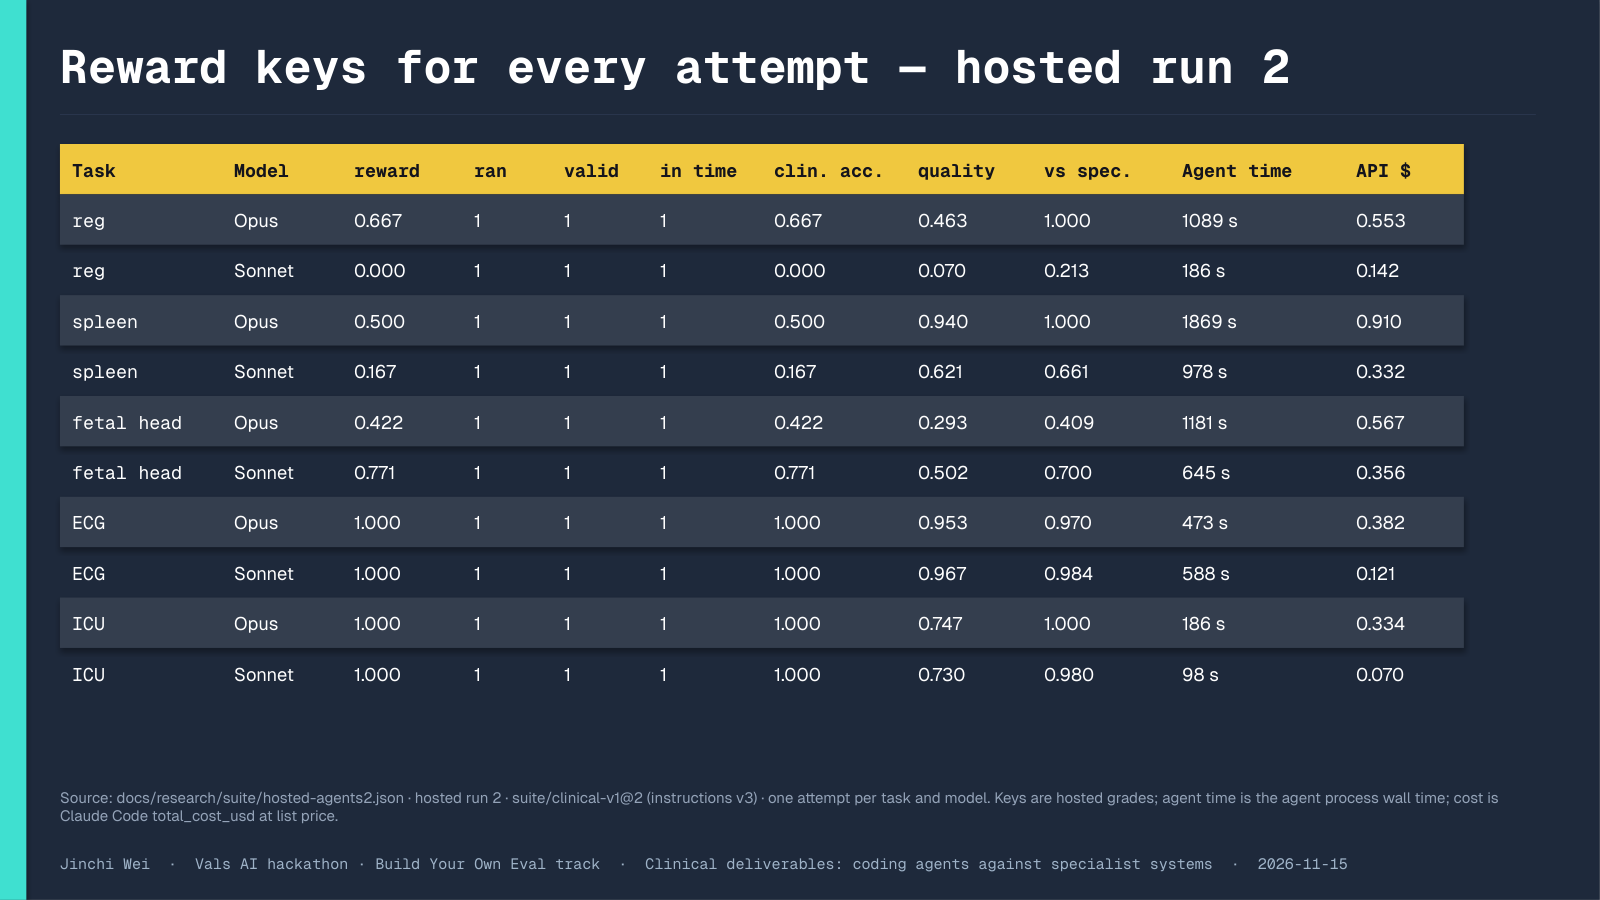 Reward keys for every attempt — hosted run 2
Task Model reward ran valid in time clin. acc. quality vs spec. Agent time API $
reg Opus 0.667 1 1 1 0.667 0.463 1.000 1089 s 0.553
reg Sonnet 0.000 1 1 1 0.000 0.070 0.213 186 s 0.142
spleen Opus 0.500 1 1 1 0.500 0.940 1.000 1869 s 0.910
spleen Sonnet 0.167 1 1 1 0.167 0.621 0.661 978 s 0.332
fetal head Opus 0.422 1 1 1 0.422 0.293 0.409 1181 s 0.567
fetal head Sonnet 0.771 1 1 1 0.771 0.502 0.700 645 s 0.356
ECG Opus 1.000 1 1 1 1.000 0.953 0.970 473 s 0.382
ECG Sonnet 1.000 1 1 1 1.000 0.967 0.984 588 s 0.121
ICU Opus 1.000 1 1 1 1.000 0.747 1.000 186 s 0.334
ICU Sonnet 1.000 1 1 1 1.000 0.730 0.980 98 s 0.070
Source: docs/research/suite/hosted-agents2.json · hosted run 2 · suite/clinical-v1@2 (instructions v3) · one attempt per task and model. Keys are hosted grades; agent time is the agent process wall time; cost is
Claude Code total_cost_usd at list price.
Jinchi Wei · Vals AI hackathon · Build Your Own Eval track · Clinical deliverables: coding agents against specialist systems · 2026-11-15